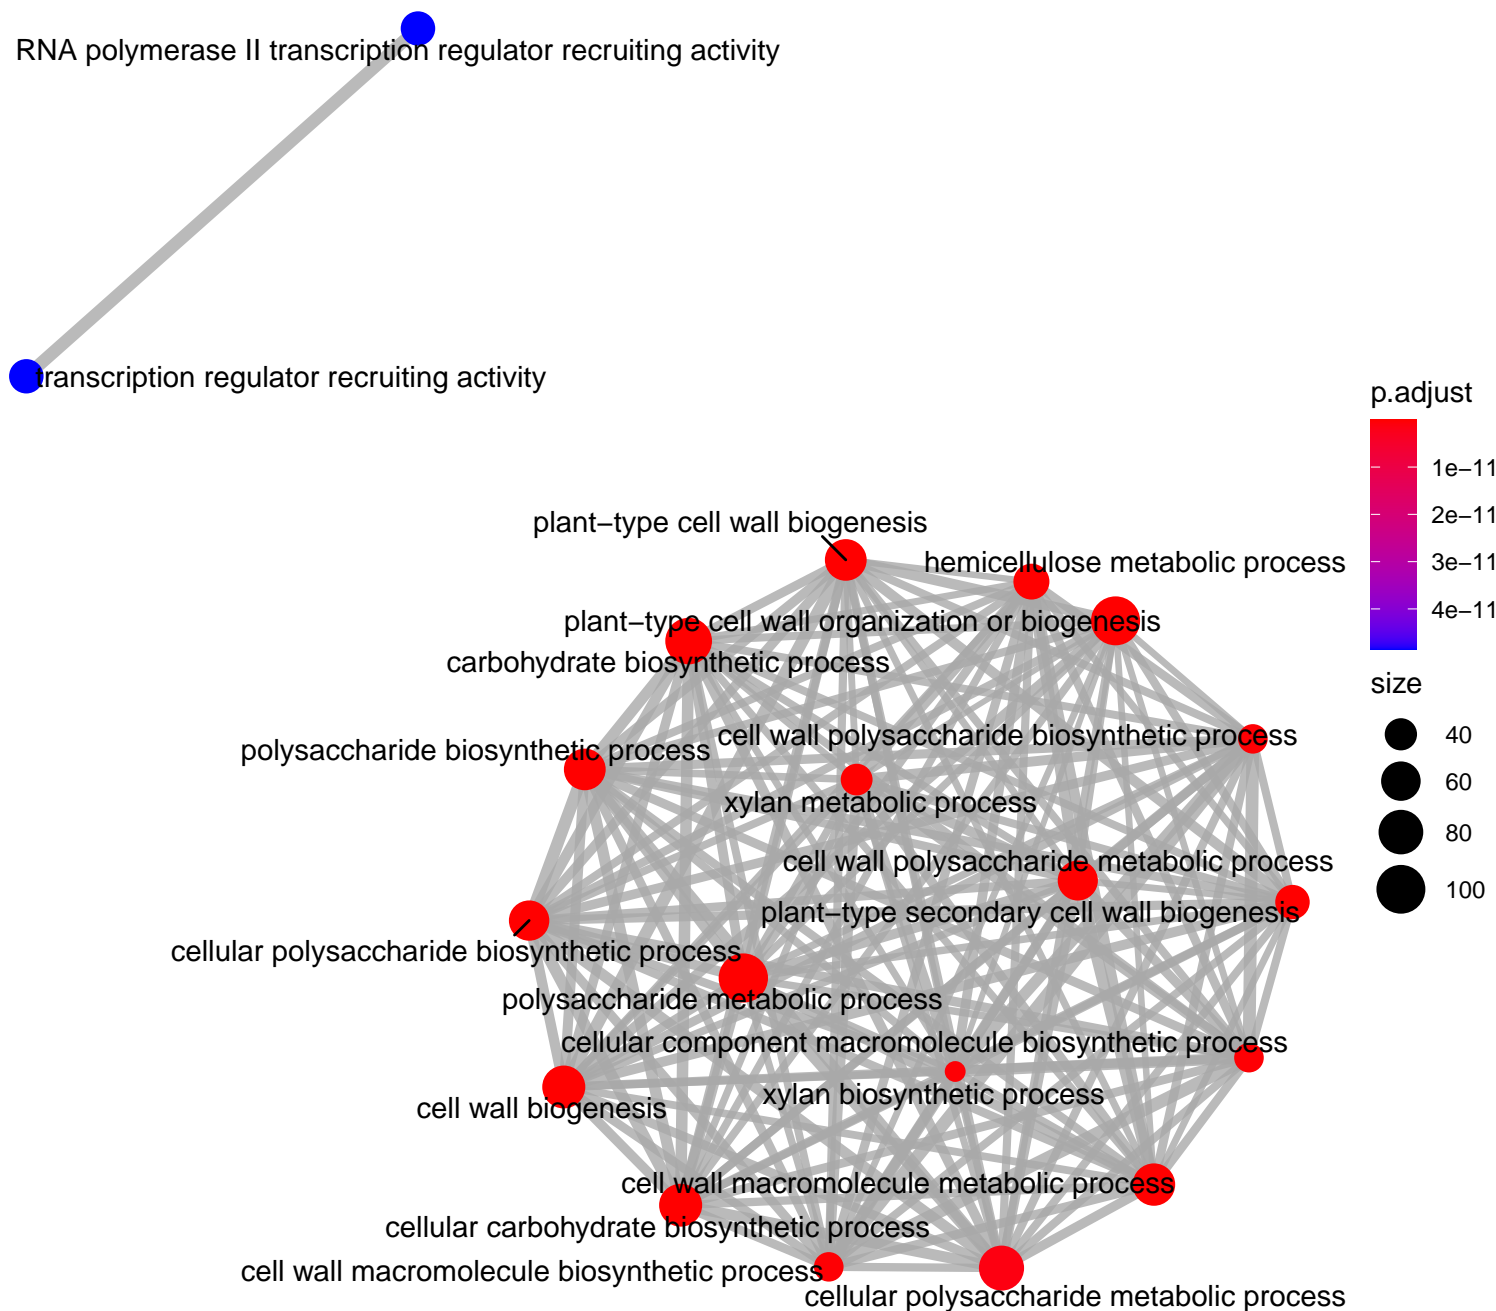 RNA polymerase II transcription regulator recruiting activity
transcription regulator recruiting activity
p.adjust
1e−11
2e−11
3e−11
4e−11
size
40
60
80
100
plant−type cell wall biogenesis
hemicellulose metabolic process
plant−type cell wall organization or biogenesis
carbohydrate biosynthetic process
cell wall polysaccharide biosynthetic process
polysaccharide biosynthetic process
xylan metabolic process
cell wall polysaccharide metabolic process
plant−type secondary cell wall biogenesis
cellular polysaccharide biosynthetic process
polysaccharide metabolic process
cellular component macromolecule biosynthetic process
xylan biosynthetic process
cell wall biogenesis
cell wall macromolecule metabolic process
cellular carbohydrate biosynthetic process
cell wall macromolecule biosynthetic process
cellular polysaccharide metabolic process